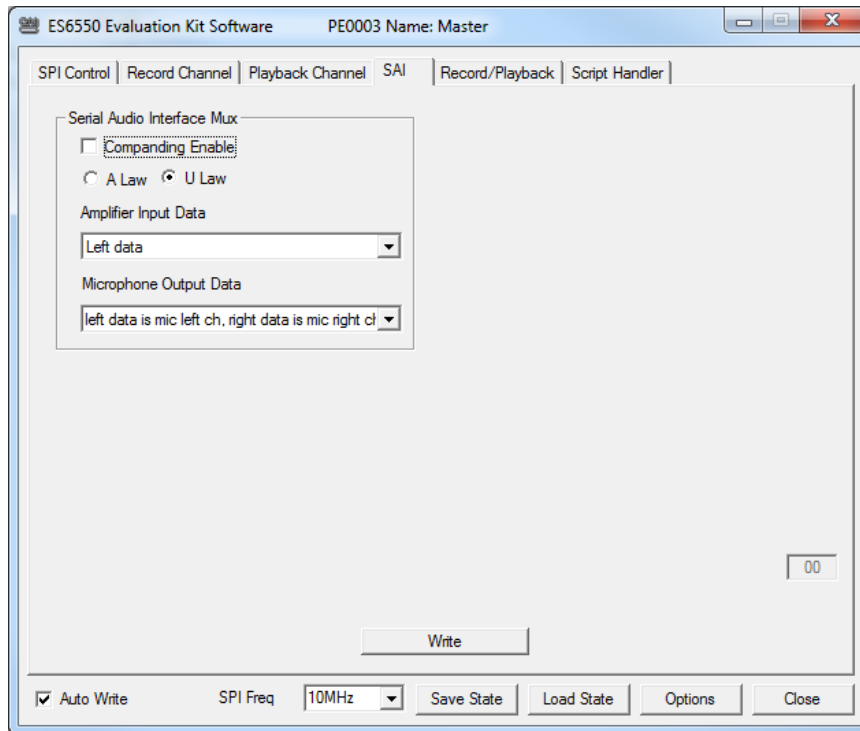 ES6550 Evaluation Kit Software PE0003 Name: Master
SPI Control Record Channel Playback Channel SAI Record/Playback Script Handler
Serial Audio Interface Mux
Companding Enable
A Law U Law
Amplifier Input Data
Left data
Microphone Output Data
left data is mic left ch, right data is mic right ch
00
Write
Auto Write SPI Freq 10MHz Save State Load State Options Close